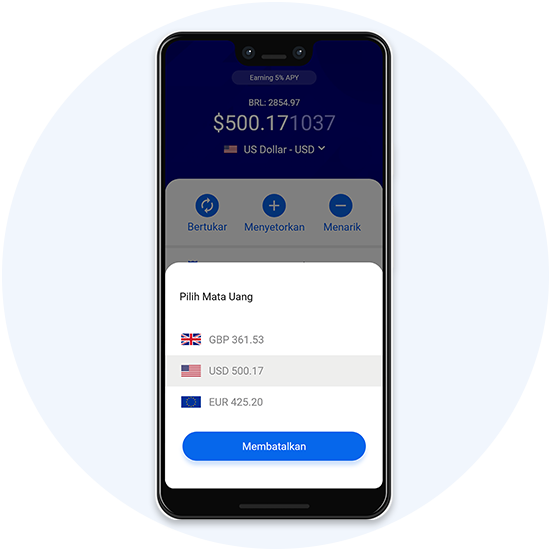 Earning 5% APY
BRL: 2854.97
$500.171037
US Dollar - USD
Bertukar Menyetorkan Menarik
Pilih Mata Uang
GBP 361.53
USD 500.17
EUR 425.20
Membatalkan